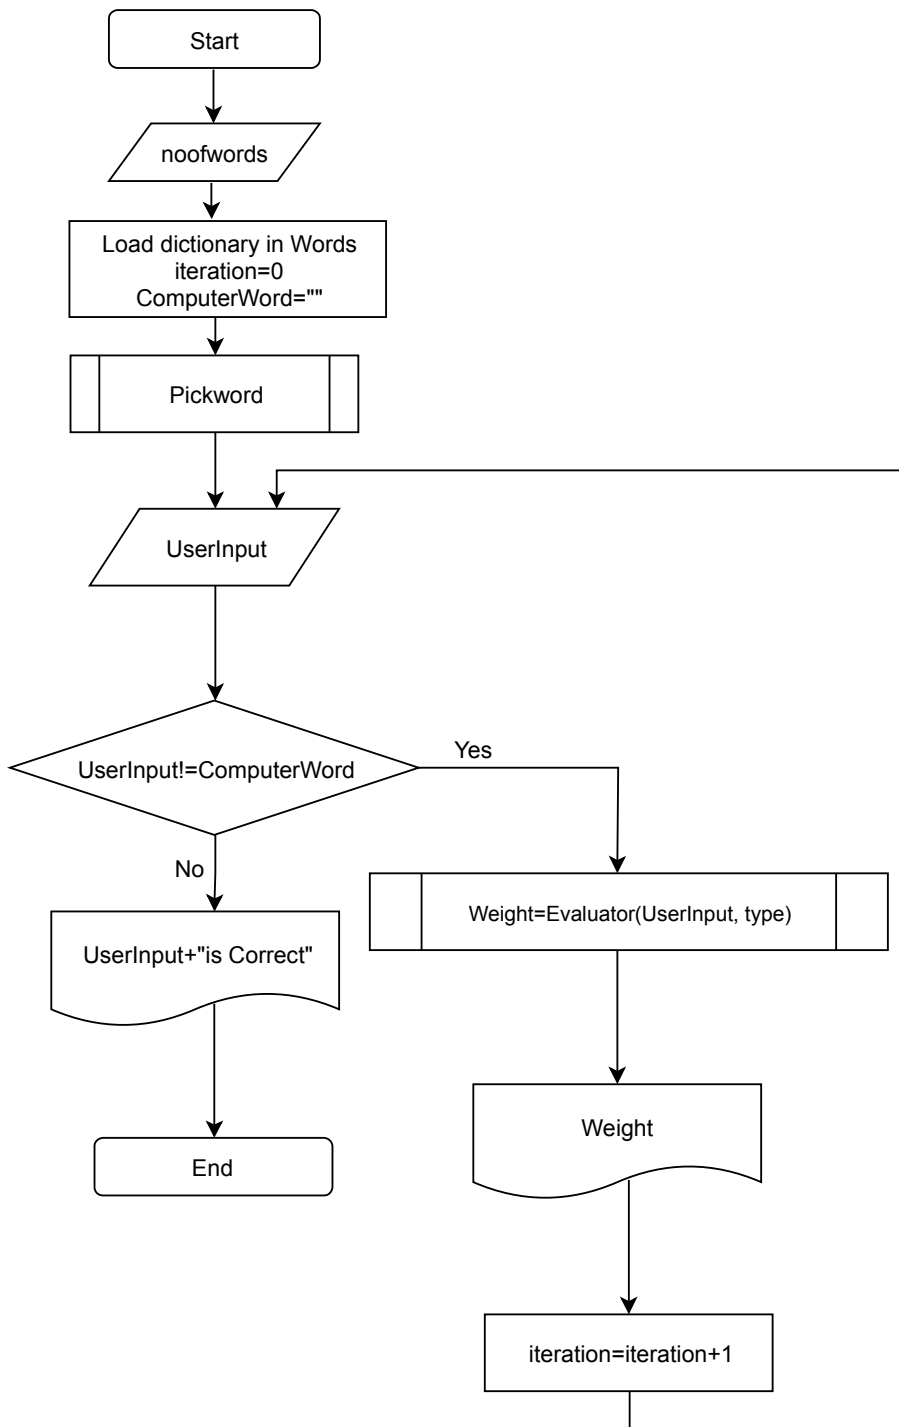 Start
noofwords
Load dictionary in Words
iteration=0
ComputerWord=""
Pickword
UserInput
UserInput!=ComputerWord
Yes
No
Weight=Evaluator(UserInput, type)
UserInput+"is Correct"
Weight
End
iteration=iteration+1